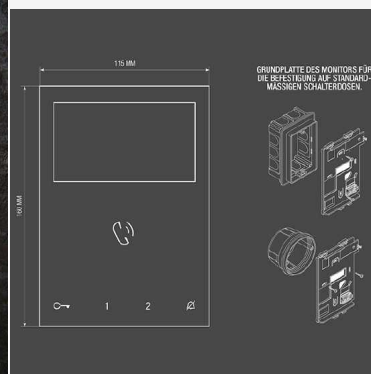 115 MM
GRUNDPLATTE DES MONITORS FÜR
DIE BEFESTIGUNG AUF STANDARD-
MÄSSIGEN SCHALTERDOSEN.
160 MM
1 2